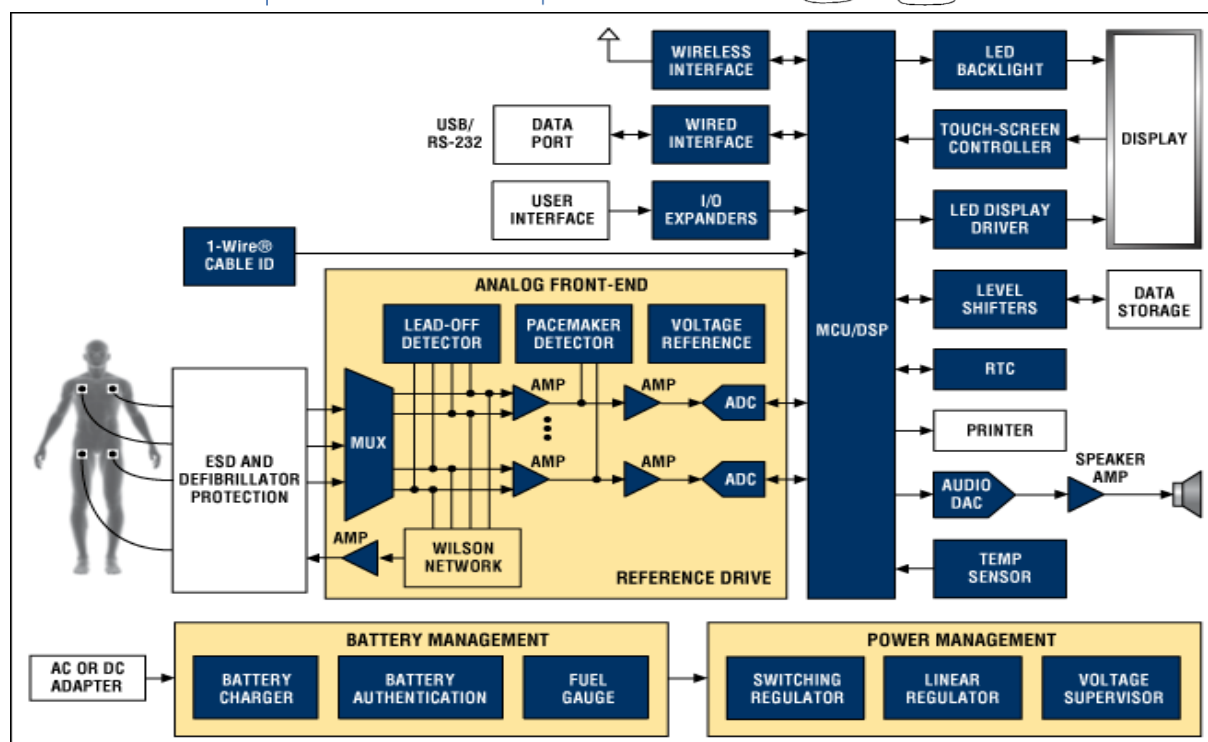 WIRELESS
INTERFACE
LED
BACKLIGHT
USB/
RS-232
DATA
PORT
WIRED
INTERFACE
TOUCH-SCREEN
CONTROLLER
DISPLAY
USER
INTERFACE
I/O
EXPANDERS
LED DISPLAY
DRIVER
1-Wire®
CABLE ID
ANALOG FRONT-END
LEAD-OFF
DETECTOR
PACEMAKER
DETECTOR
VOLTAGE
REFERENCE
MCU/DSP
LEVEL
SHIFTERS
DATA
STORAGE
RTC
AMP
AMP
ADC
MUX
PRINTER
ESD AND
DEFIBRILLATOR
PROTECTION
AMP
AMP
ADC
AUDIO
DAC
SPEAKER
AMP
AMP
WILSON
NETWORK
REFERENCE DRIVE
TEMP
SENSOR
BATTERY MANAGEMENT
POWER MANAGEMENT
AC OR DC
ADAPTER
BATTERY
CHARGER
BATTERY
AUTHENTICATION
FUEL
GAUGE
SWITCHING
REGULATOR
LINEAR
REGULATOR
VOLTAGE
SUPERVISOR